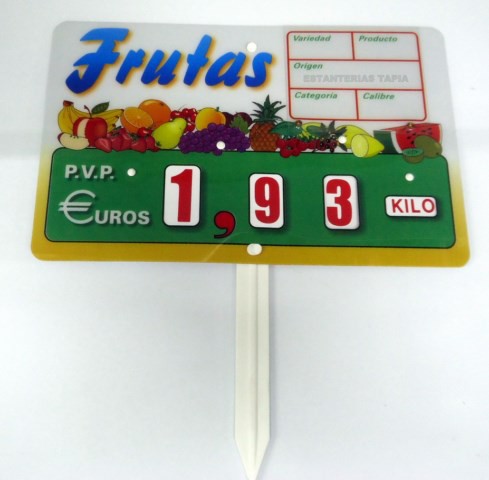 Frutas
Variedad Producto
Origen
ESTANTERIAS TAPIA
Categoría Calibre
P.V.P.
€UROS 1,93 KILO